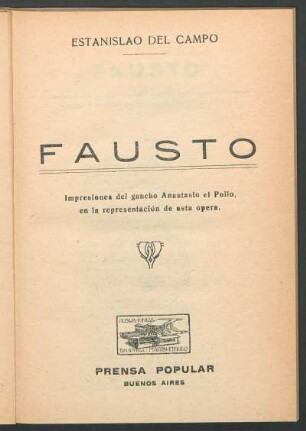 ESTANISLAO DEL CAMPO
FAUSTO
Impresiones del gaucho Anastasio el Pollo,
en la representación de esta opera.
PRENSA POPULAR
BUENOS AIRES